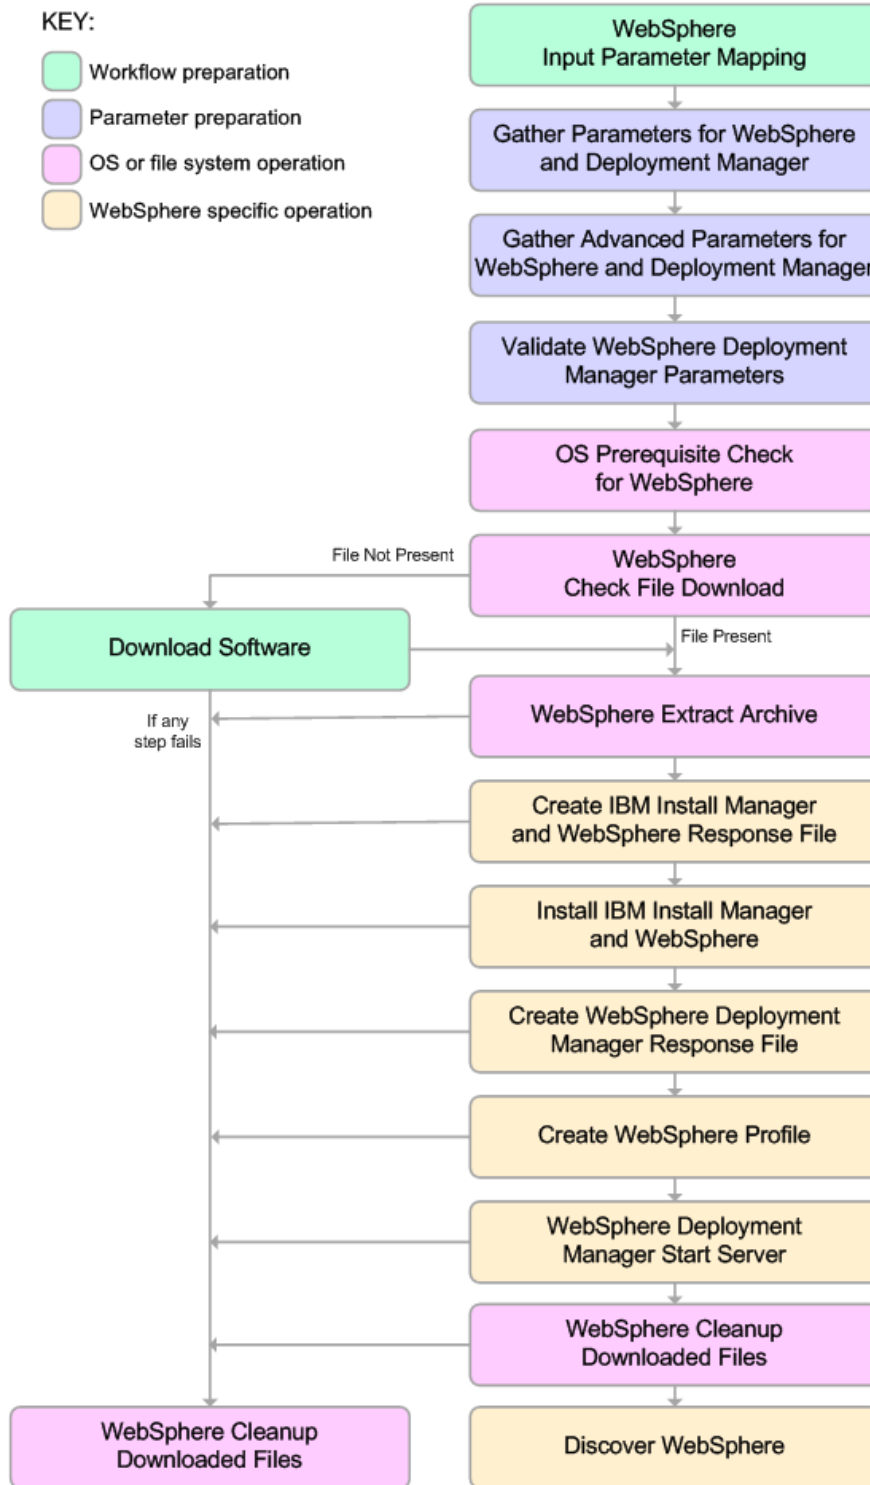 KEY:
Workflow preparation
Parameter preparation
OS or file system operation
WebSphere specific operation
WebSphere
Input Parameter Mapping
Gather Parameters for WebSphere
and Deployment Manager
Gather Advanced Parameters for
WebSphere and Deployment Manager
Validate WebSphere Deployment
Manager Parameters
OS Prerequisite Check
for WebSphere
WebSphere
Check File Download
File Not Present
File Present
Download Software
If any
step fails
WebSphere Extract Archive
Create IBM Install Manager
and WebSphere Response File
Install IBM Install Manager
and WebSphere
Create WebSphere Deployment
Manager Response File
Create WebSphere Profile
WebSphere Deployment
Manager Start Server
WebSphere Cleanup
Downloaded Files
WebSphere Cleanup
Downloaded Files
Discover WebSphere